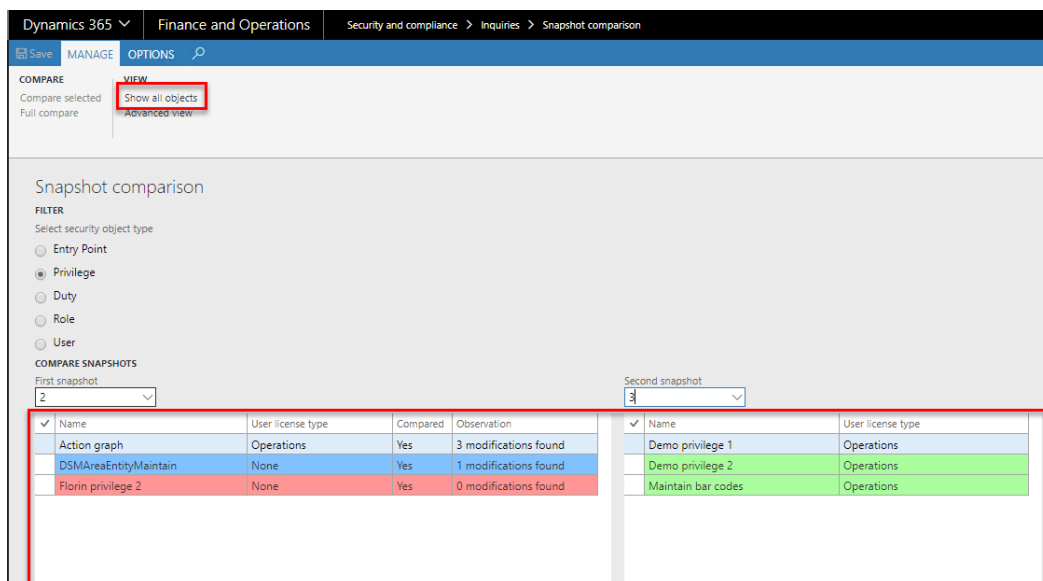 Dynamics 365 Finance and Operations Security and compliance > Inquiries > Snapshot comparison
Save MANAGE OPTIONS
COMPARE VIEW
Compare selected Show all objects
Full compare Advanced view
Snapshot comparison
FILTER
Select security object type
Entry Point
Privilege
Duty
Role
User
COMPARE SNAPSHOTS
First snapshot Second snapshot
2 3
Name User license type Compared Observation Name User license type
Action graph Operations Yes 3 modifications found Demo privilege 1 Operations
DSMAreaEntityMaintain None Yes 1 modifications found Demo privilege 2 Operations
Florin privilege 2 None Yes 0 modifications found Maintain bar codes Operations